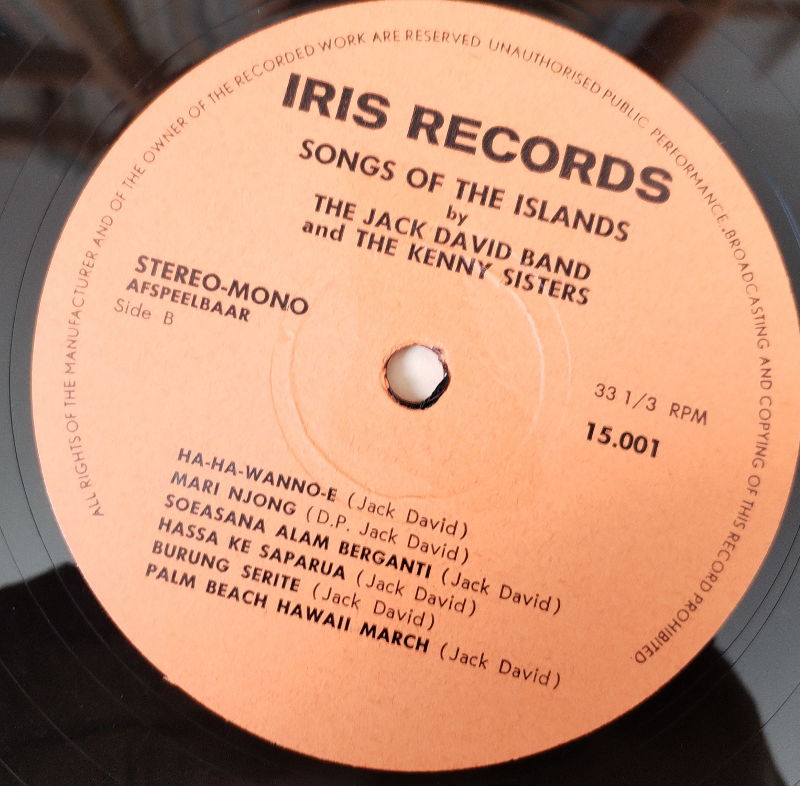 ALL RIGHTS OF THE MANUFACTURER AND OF THE OWNER OF THE RECORDED WORK ARE RESERVED UNAUTHORISED PUBLIC PERFORMANCE, BROADCASTING AND COPYING OF THIS RECORD PROHIBITED
IRIS RECORDS
SONGS OF THE ISLANDS
by
THE JACK DAVID BAND
and THE KENNY SISTERS
STEREO-MONO
AFSPEELBAAR
Side B
33 1/3 RPM
15.001
HA-HA-WANNO-E (Jack David)
MARI NJONG (D.P. Jack David)
SOEASANA ALAM BERGANTI (Jack David)
HASSA KE SAPARUA (Jack David)
BURUNG SERITE (Jack David)
PALM BEACH HAWAII MARCH (Jack David)